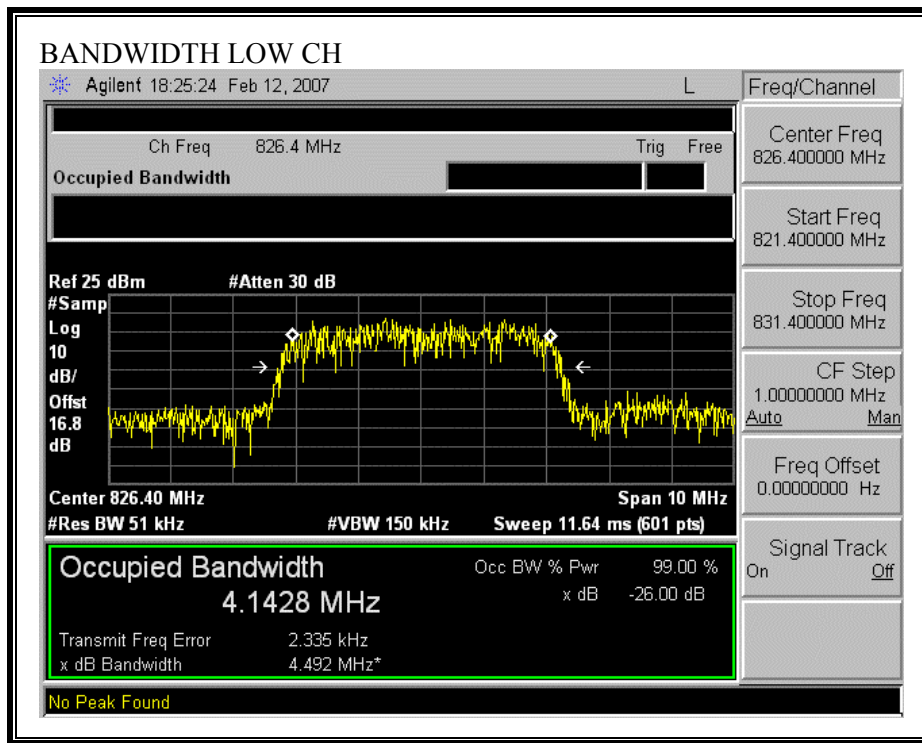 BANDWIDTH LOW CH
Agilent 18:25:24 Feb 12, 2007 L
Freq/Channel
Ch Freq 826.4 MHz Trig Free
Occupied Bandwidth
Center Freq
826.400000 MHz
Start Freq
821.400000 MHz
Stop Freq
831.400000 MHz
CF Step
1.00000000 MHz
Auto Man
Freq Offset
0.00000000 Hz
Signal Track
On Off
Ref 25 dBm #Atten 30 dB
#Samp
Log
10
dB/
Offst
16.8
dB
Center 826.40 MHz Span 10 MHz
#Res BW 51 kHz #VBW 150 kHz Sweep 11.64 ms (601 pts)
Occupied Bandwidth Occ BW % Pwr 99.00 %
4.1428 MHz x dB -26.00 dB
Transmit Freq Error 2.335 kHz
x dB Bandwidth 4.492 MHz*
No Peak Found